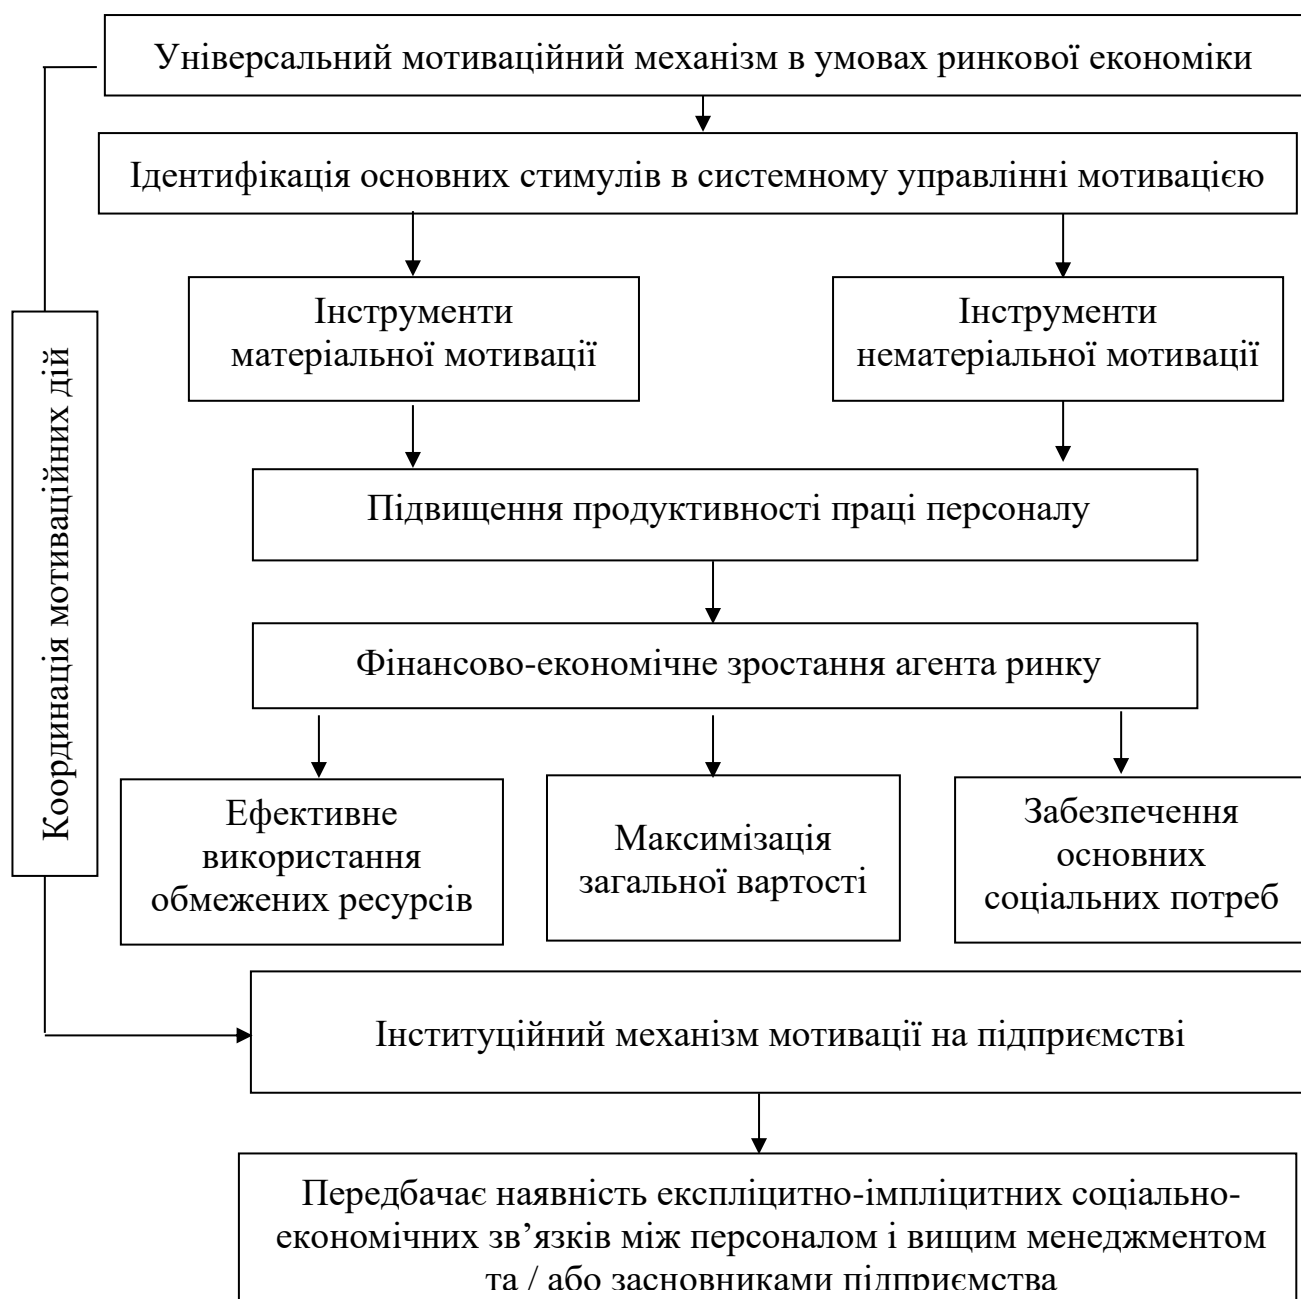 Універсальний мотиваційний механізм в умовах ринкової економіки
Ідентифікація основних стимулів в системному управлінні мотивацією
Інструменти
матеріальної мотивації
Інструменти
нематеріальної мотивації
Координація мотиваційних дій
Підвищення продуктивності праці персоналу
Фінансово-економічне зростання агента ринку
Ефективне
використання
обмежених ресурсів
Максимізація
загальної вартості
Забезпечення
основних
соціальних потреб
Інституційний механізм мотивації на підприємстві
Передбачає наявність експліцитно-імпліцитних соціально-
економічних зв’язків між персоналом і вищим менеджментом
та / або засновниками підприємства